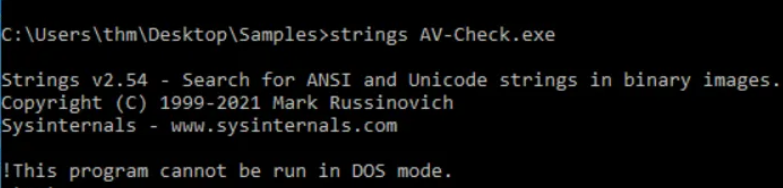 C:\Users\thm\Desktop\Samples>strings AV-Check.exe
Strings v2.54 - Search for ANSI and Unicode strings in binary images.
Copyright (C) 1999-2021 Mark Russinovich
Sysinternals - www.sysinternals.com
!This program cannot be run in DOS mode.